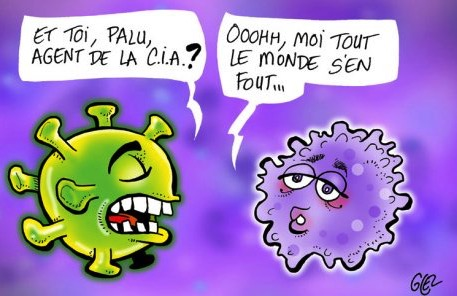 ET TOI, PALU,
AGENT DE LA C.I.A.?
OOOHH, MOI TOUT
LE MONDE S'EN
FOUT...
GLEZ